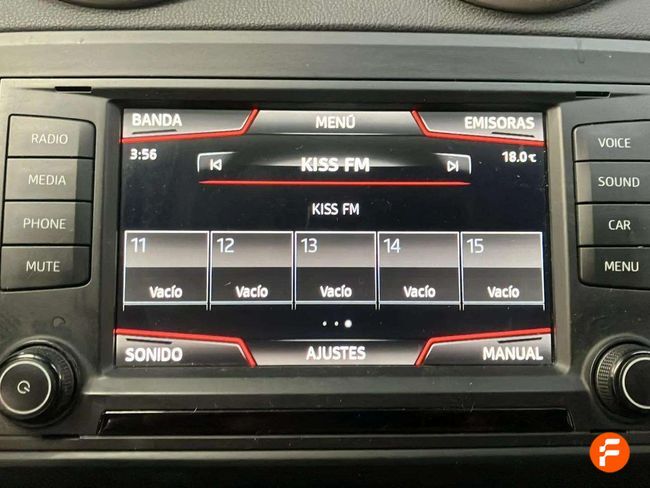 BANDA MENÚ EMISORAS
RADIO
MEDIA
PHONE
MUTE
3:56
KISS FM
18.0°C
KISS FM
11 12 13 14 15
Vacío Vacío Vacío Vacío Vacío
SONIDO AJUSTES MANUAL
VOICE
SOUND
CAR
MENU